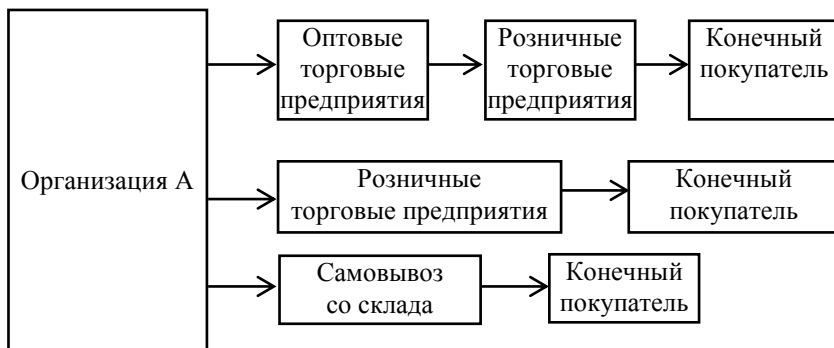 Организация А
Оптовые
торговые
предприятия
Розничные
торговые
предприятия
Конечный
покупатель
Розничные
торговые предприятия
Конечный
покупатель
Самовывоз
со склада
Конечный
покупатель